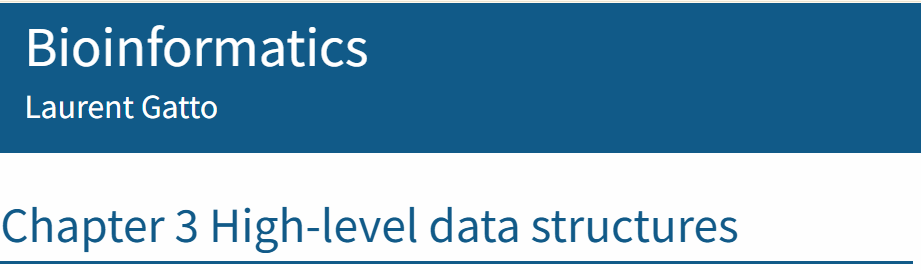 Bioinformatics
Laurent Gatto
Chapter 3 High-level data structures